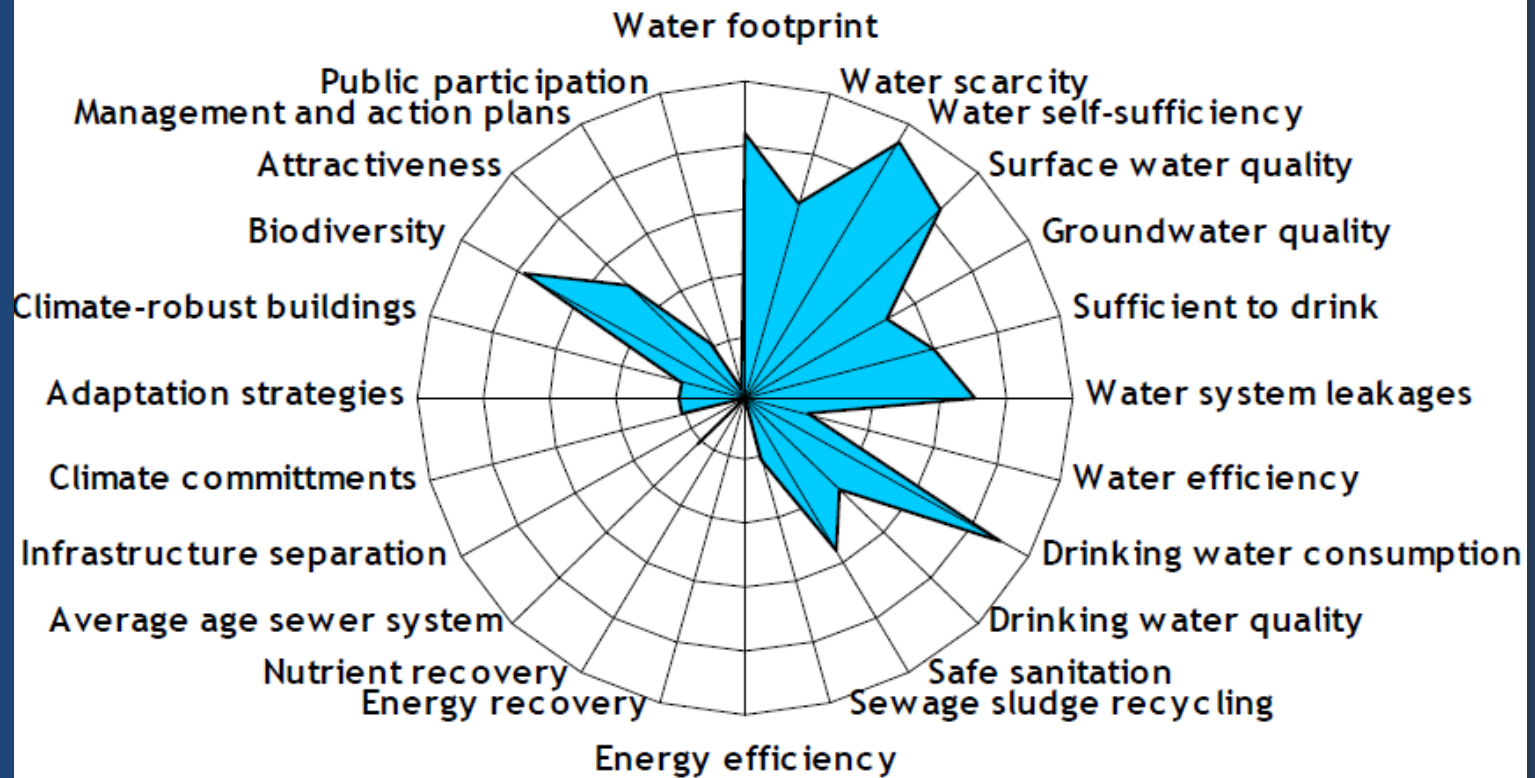 Water footprint
Public participation
Water scarcity
Management and action plans
Water self-sufficiency
Attractiveness
Surface water quality
Biodiversity
Groundwater quality
Climate-robust buildings
Sufficient to drink
Adaptation strategies
Water system leakages
Climate committments
Water efficiency
Infrastructure separation
Drinking water consumption
Average age sewer system
Drinking water quality
Nutrient recovery
Safe sanitation
Energy recovery
Sewage sludge recycling
Energy efficiency